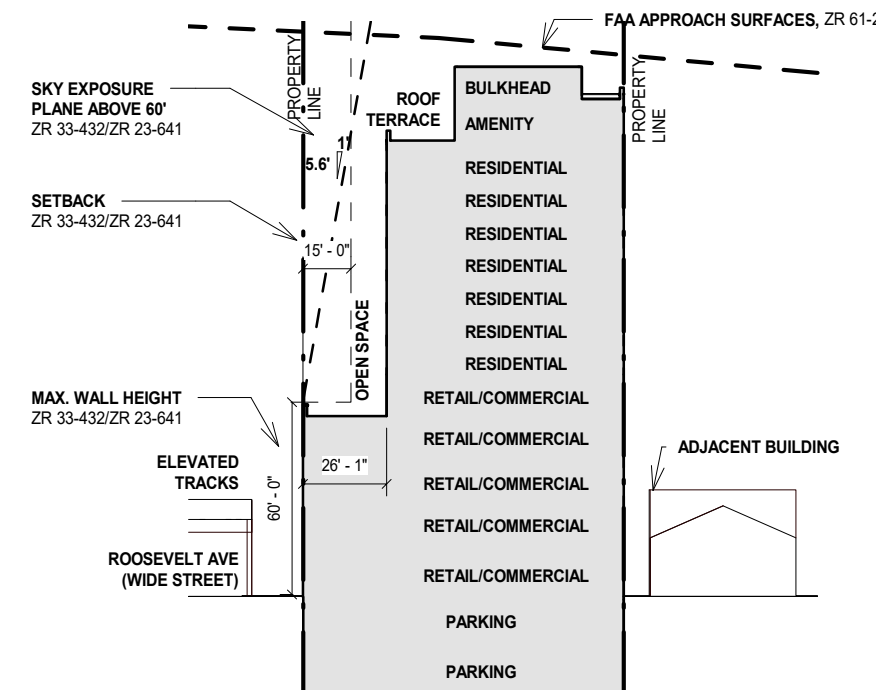 FAA APPROACH SURFACES, ZR 61-2
SKY EXPOSURE
PLANE ABOVE 60'
ZR 33-432/ZR 23-641
PROPERTY
LINE
ROOF
TERRACE
BULKHEAD
AMENITY
PROPERTY
LINE
1'
5.6'
RESIDENTIAL
RESIDENTIAL
SETBACK
ZR 33-432/ZR 23-641
RESIDENTIAL
15' - 0"
RESIDENTIAL
RESIDENTIAL
RESIDENTIAL
RESIDENTIAL
OPEN SPACE
MAX. WALL HEIGHT
ZR 33-432/ZR 23-641
RETAIL/COMMERCIAL
RETAIL/COMMERCIAL
ADJACENT BUILDING
ELEVATED
TRACKS
26' - 1"
60' - 0"
RETAIL/COMMERCIAL
RETAIL/COMMERCIAL
ROOSEVELT AVE
(WIDE STREET)
RETAIL/COMMERCIAL
PARKING
PARKING